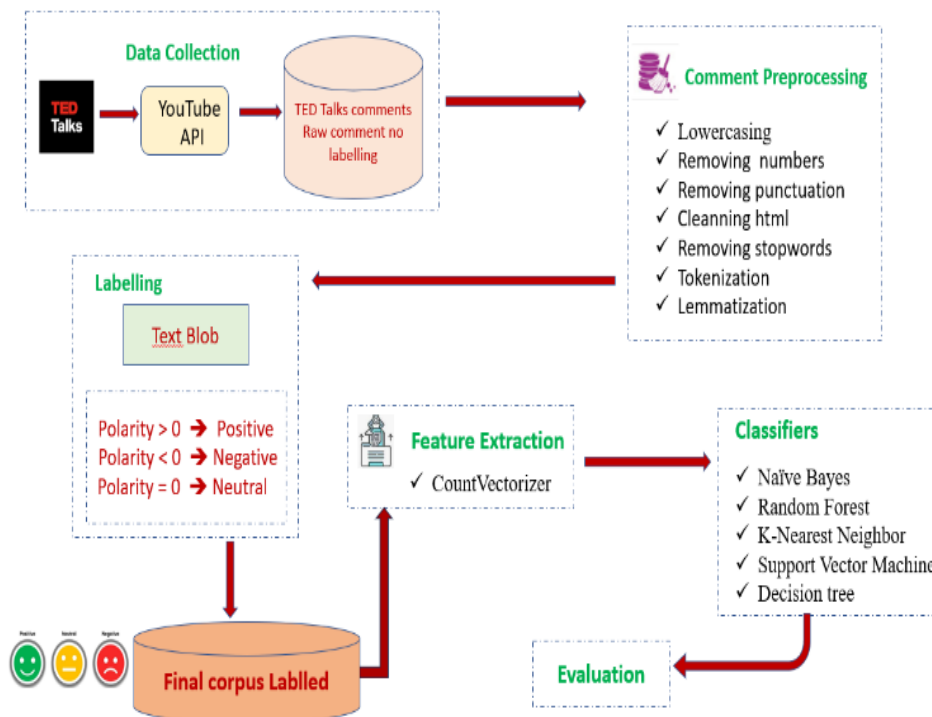 Data Collection
TED
Talks
YouTube
API
TED Talks comments
Raw comment no
labelling
Comment Preprocessing
✓ Lowercasing
✓ Removing numbers
✓ Removing punctuation
✓ Cleanning html
✓ Removing stopwords
✓ Tokenization
✓ Lemmatization
Labelling
Text Blob
Polarity > 0 ➔ Positive
Polarity < 0 ➔ Negative
Polarity = 0 ➔ Neutral
Positive Neutral Negative
Final corpus Lablled
Feature Extraction
✓ CountVectorizer
Classifiers
✓ Naïve Bayes
✓ Random Forest
✓ K-Nearest Neighbor
✓ Support Vector Machine
✓ Decision tree
Evaluation